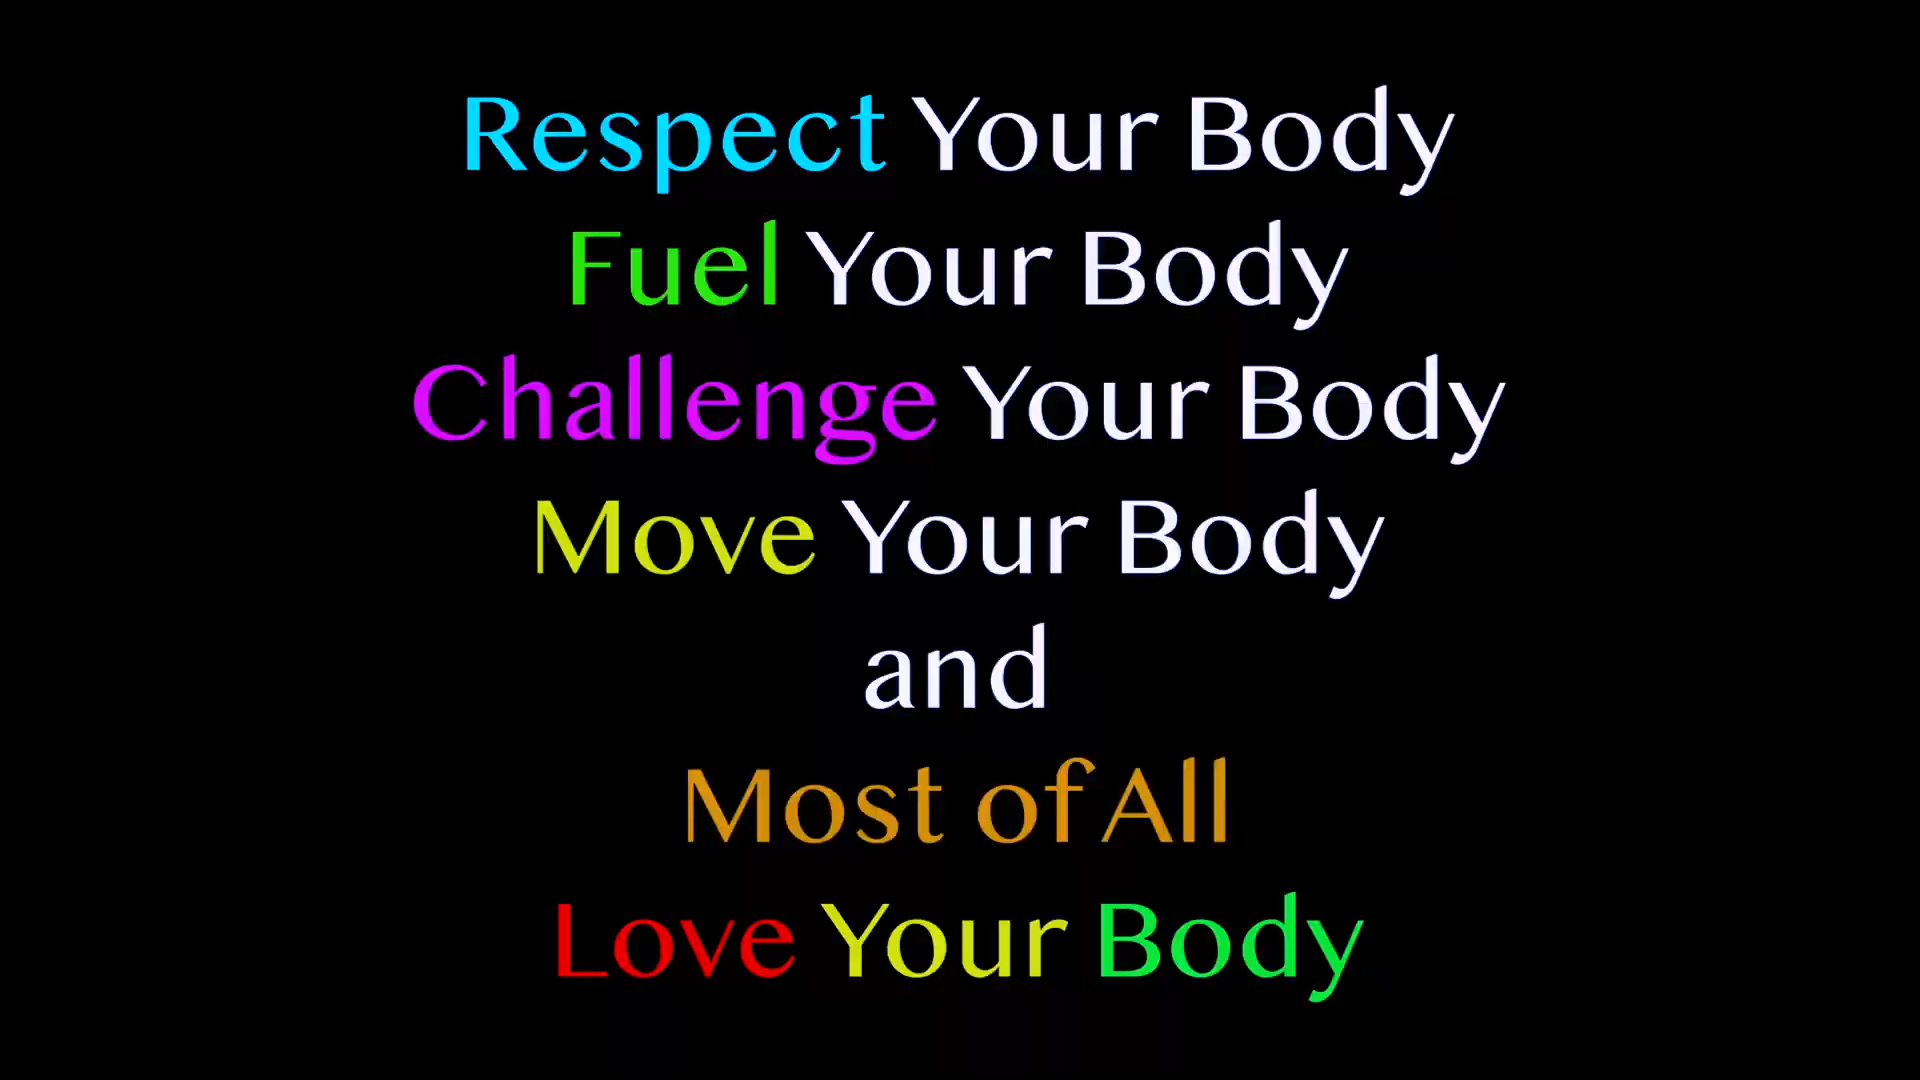 Respect Your Body
Fuel Your Body
Challenge Your Body
Move Your Body
and
Most of All
Love Your Body